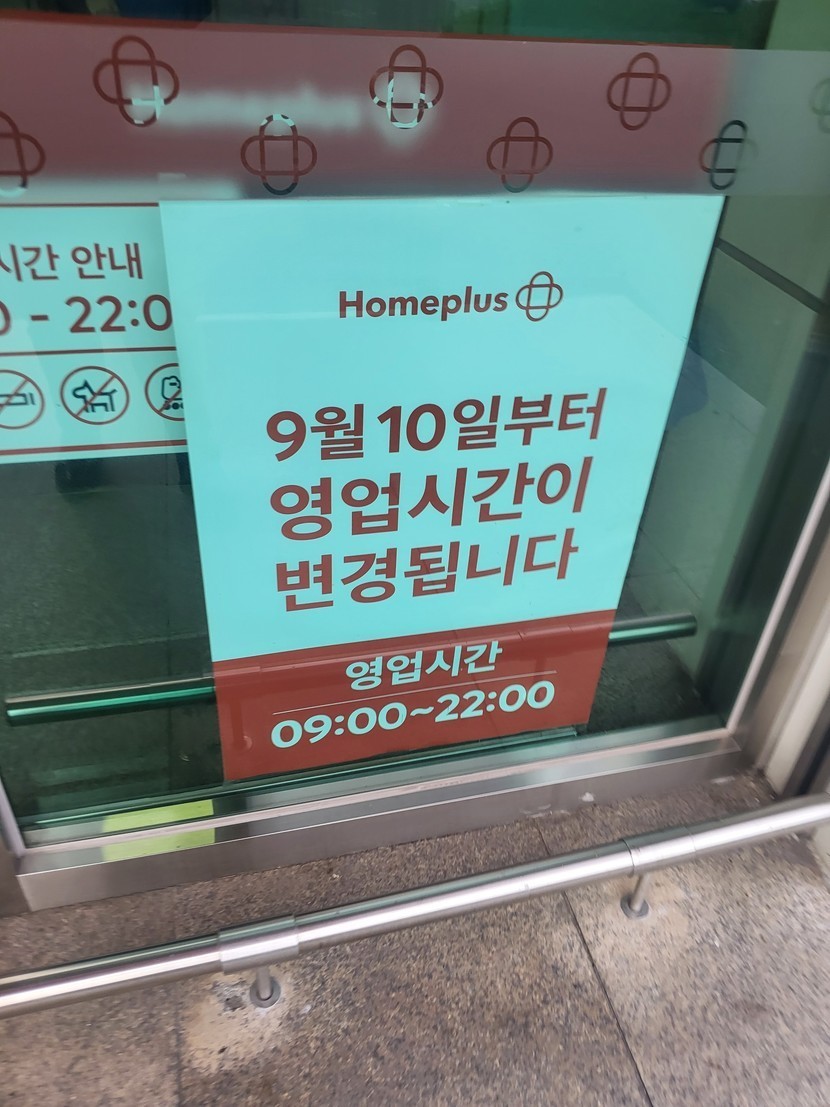 시간 안내
0 - 22:0
Homeplus
9월 10일부터
영업시간이
변경됩니다
영업시간
09:00~22:00